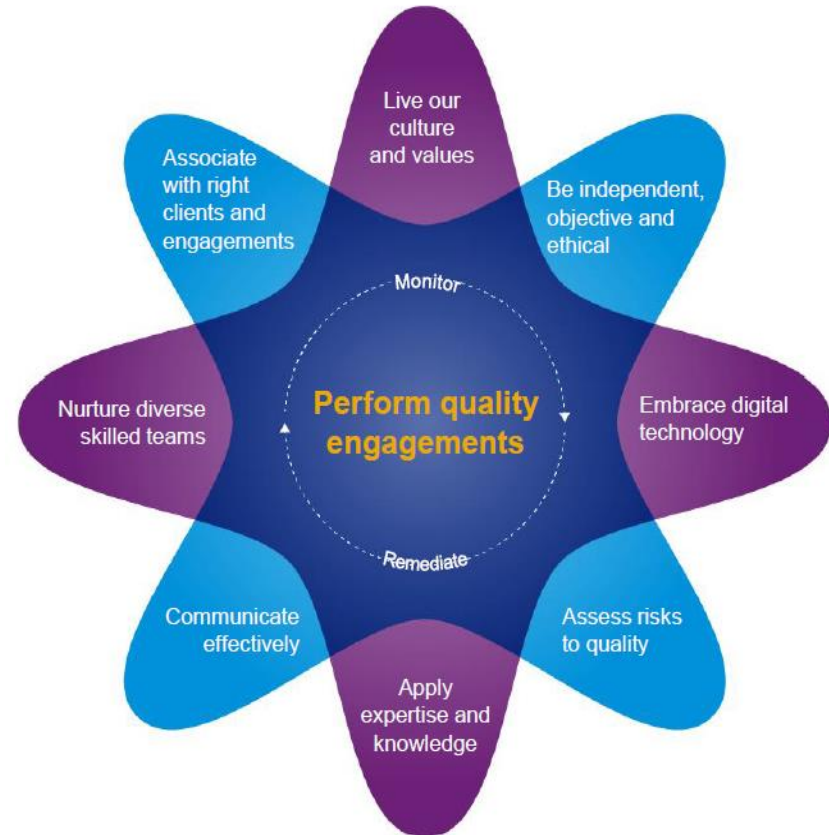 Live our
culture
and values
Associate
with right
clients and
engagements
Be independent,
objective and
ethical
Monitor
Nurture diverse
skilled teams
Perform quality
engagements
Embrace digital
technology
Remediate
Communicate
effectively
Assess risks
to quality
Apply
expertise and
knowledge